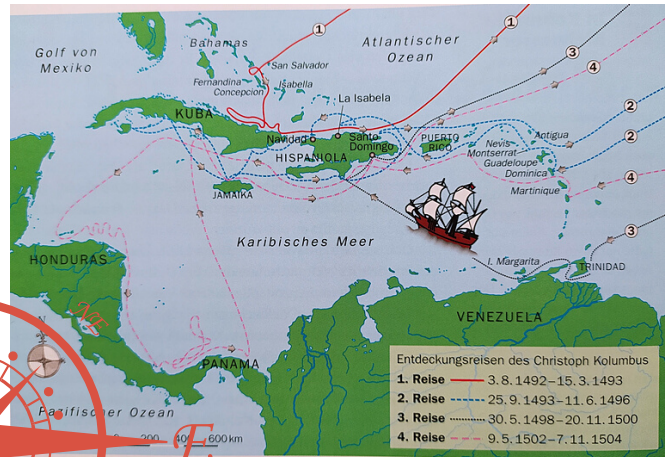 1
1
Golf von
Mexiko
Bahamas
Atlantischer
Ozean
3
4
San Salvador
Fernandina
Concepcion
Isabella
La Isabela
KUBA
2
Navidad
Santo
Domingo
HISPANIOLA
PUERTO
RICO
Antigua
2
Nevis
Montserrat
Guadeloupe
Dominica
Martinique
4
JAMAIKA
3
Karibisches Meer
I. Margarita
TRINIDAD
HONDURAS
VENEZUELA
NE
N
PANAMA
Pazifischer Ozean
200 400 600 km
E
Entdeckungsreisen des Christoph Kolumbus
1. Reise 3.8.1492–15.3.1493
2. Reise 25.9.1493–11.6.1496
3. Reise 30.5.1498–20.11.1500
4. Reise 9.5.1502–7.11.1504